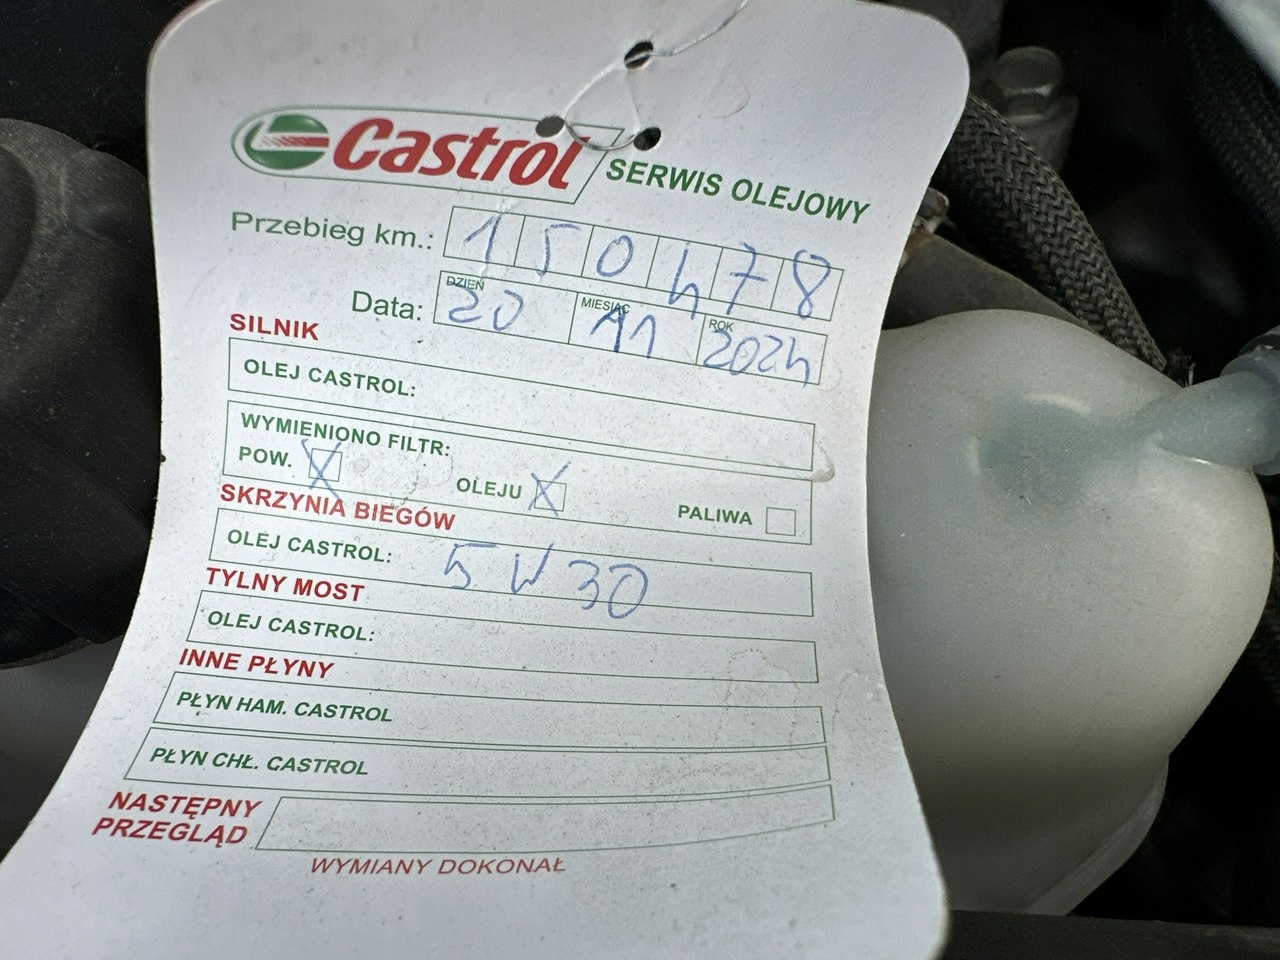 Castrol SERWIS OLEJOWY
Przebieg km.: 150478
Data: DZIEŃ 20 MIESIĄC 11 ROK 2024
SILNIK
OLEJ CASTROL:
WYMIENIONO FILTR:
POW. X OLEJU X PALIWA
SKRZYNIA BIEGÓW
OLEJ CASTROL: 5W30
TYLNY MOST
OLEJ CASTROL:
INNE PŁYNY
PŁYN HAM. CASTROL
PŁYN CHŁ. CASTROL
NASTĘPNY
PRZEGLĄD
WYMIANY DOKONAŁ